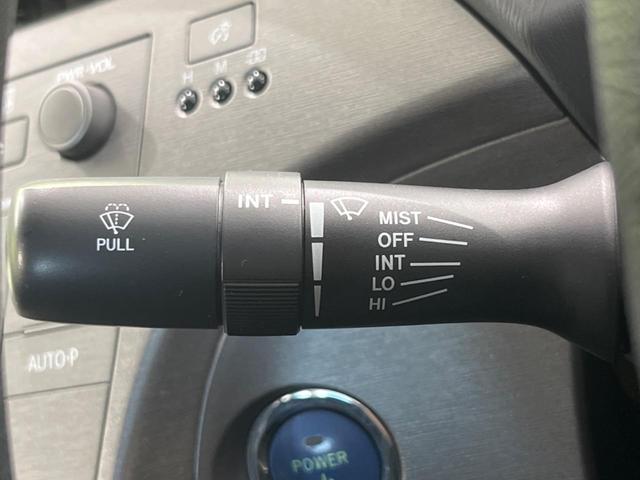 PWR·VOL
H M
INT
MIST
OFF
INT
LO
HI
PULL
AUTO-P
POWER